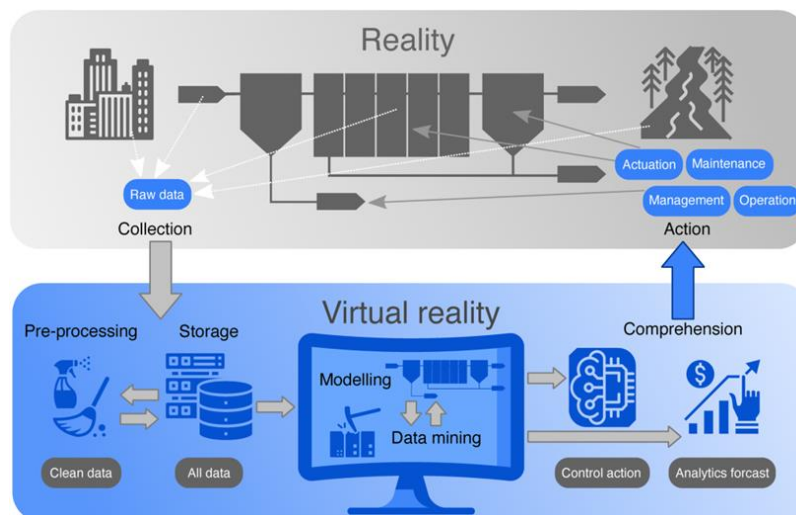 Reality
Raw data
Collection
Actuation
Maintenance
Management
Operation
Action
Virtual reality
Pre-processing
Storage
Comprehension
Modelling
Data mining
$
Clean data
All data
Control action
Analytics forcast